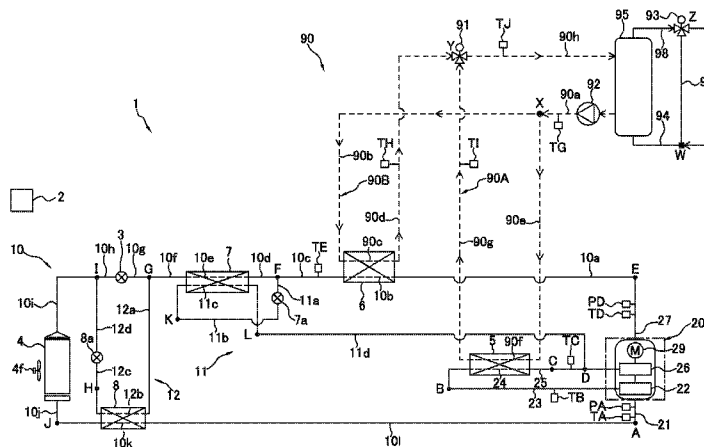 91
93
Z
95
TJ
90h
98
90
Y
9
92
X
90a
94
W
1
TG
90b
TH
TI
90B
90A
90e
2
90d
3
10
10h
10g
10f
10e
7
10d
10c
TE
90c
90g
10a
I
G
F
E
11a
12a
11c
6
10b
10i
12d
K
7a
PD
TD
27
20
4
8a
11b
L
11d
5
90f
TC
M
29
4f
12c
11
C
26
H
8
12b
12
B
24
25
D
22
23
TB
PA
TA
21
10j
J
10k
10l
A